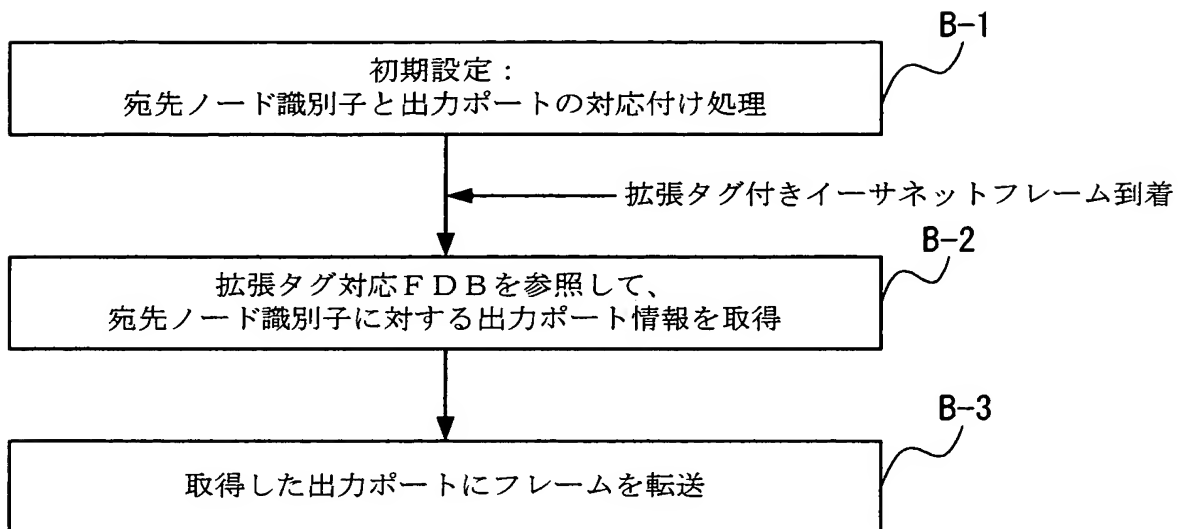 B-1
初期設定：
宛先ノード識別子と出力ポートの対応付け処理
拡張タグ付きイーサネットフレーム到着
B-2
拡張タグ対応ＦＤＢを参照して、
宛先ノード識別子に対する出力ポート情報を取得
B-3
取得した出力ポートにフレームを転送